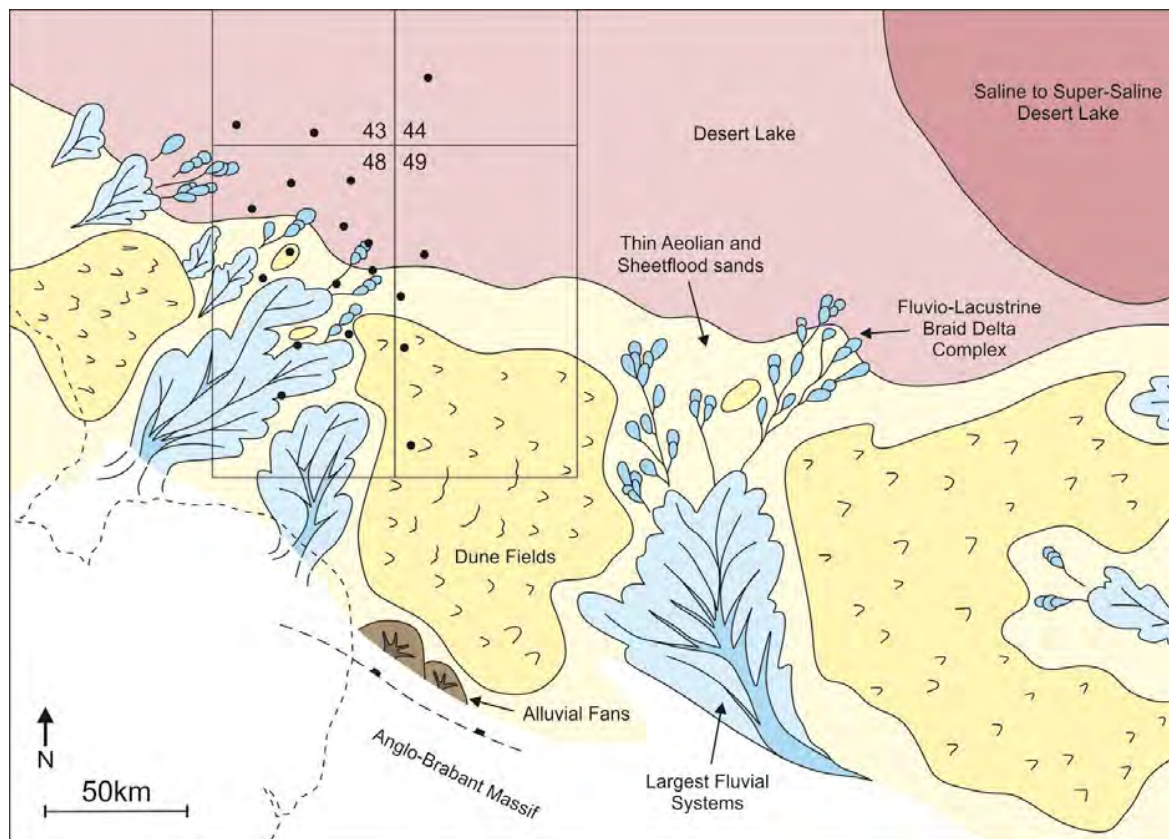 Saline to Super-Saline
Desert Lake
43
44
Desert Lake
48
49
Thin Aeolian and
Sheetflood sands
Fluvio-Lacustrine
Braid Delta
Complex
Dune Fields
Alluvial Fans
N
Anglo-Brabant Massif
Largest Fluvial
Systems
50km